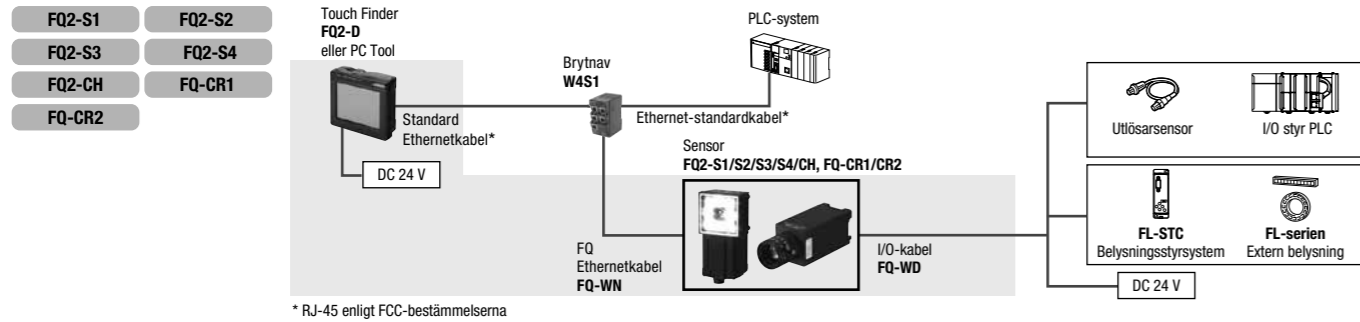 FQ2-S1
FQ2-S2
FQ2-S3
FQ2-S4
FQ2-CH
FQ-CR1
FQ-CR2
Touch Finder
FQ2-D
eller PC Tool
Standard
Ethernetkabel*
DC 24 V
Brytnav
W4S1
PLC-system
Ethernet-standardkabel*
Sensor
FQ2-S1/S2/S3/S4/CH, FQ-CR1/CR2
FQ
Ethernetkabel
FQ-WN
I/O-kabel
FQ-WD
Utlösarsensor
I/O styr PLC
FL-STC
Belysningsstyrsystem
FL-serien
Extern belysning
DC 24 V
* RJ-45 enligt FCC-bestämmelserna